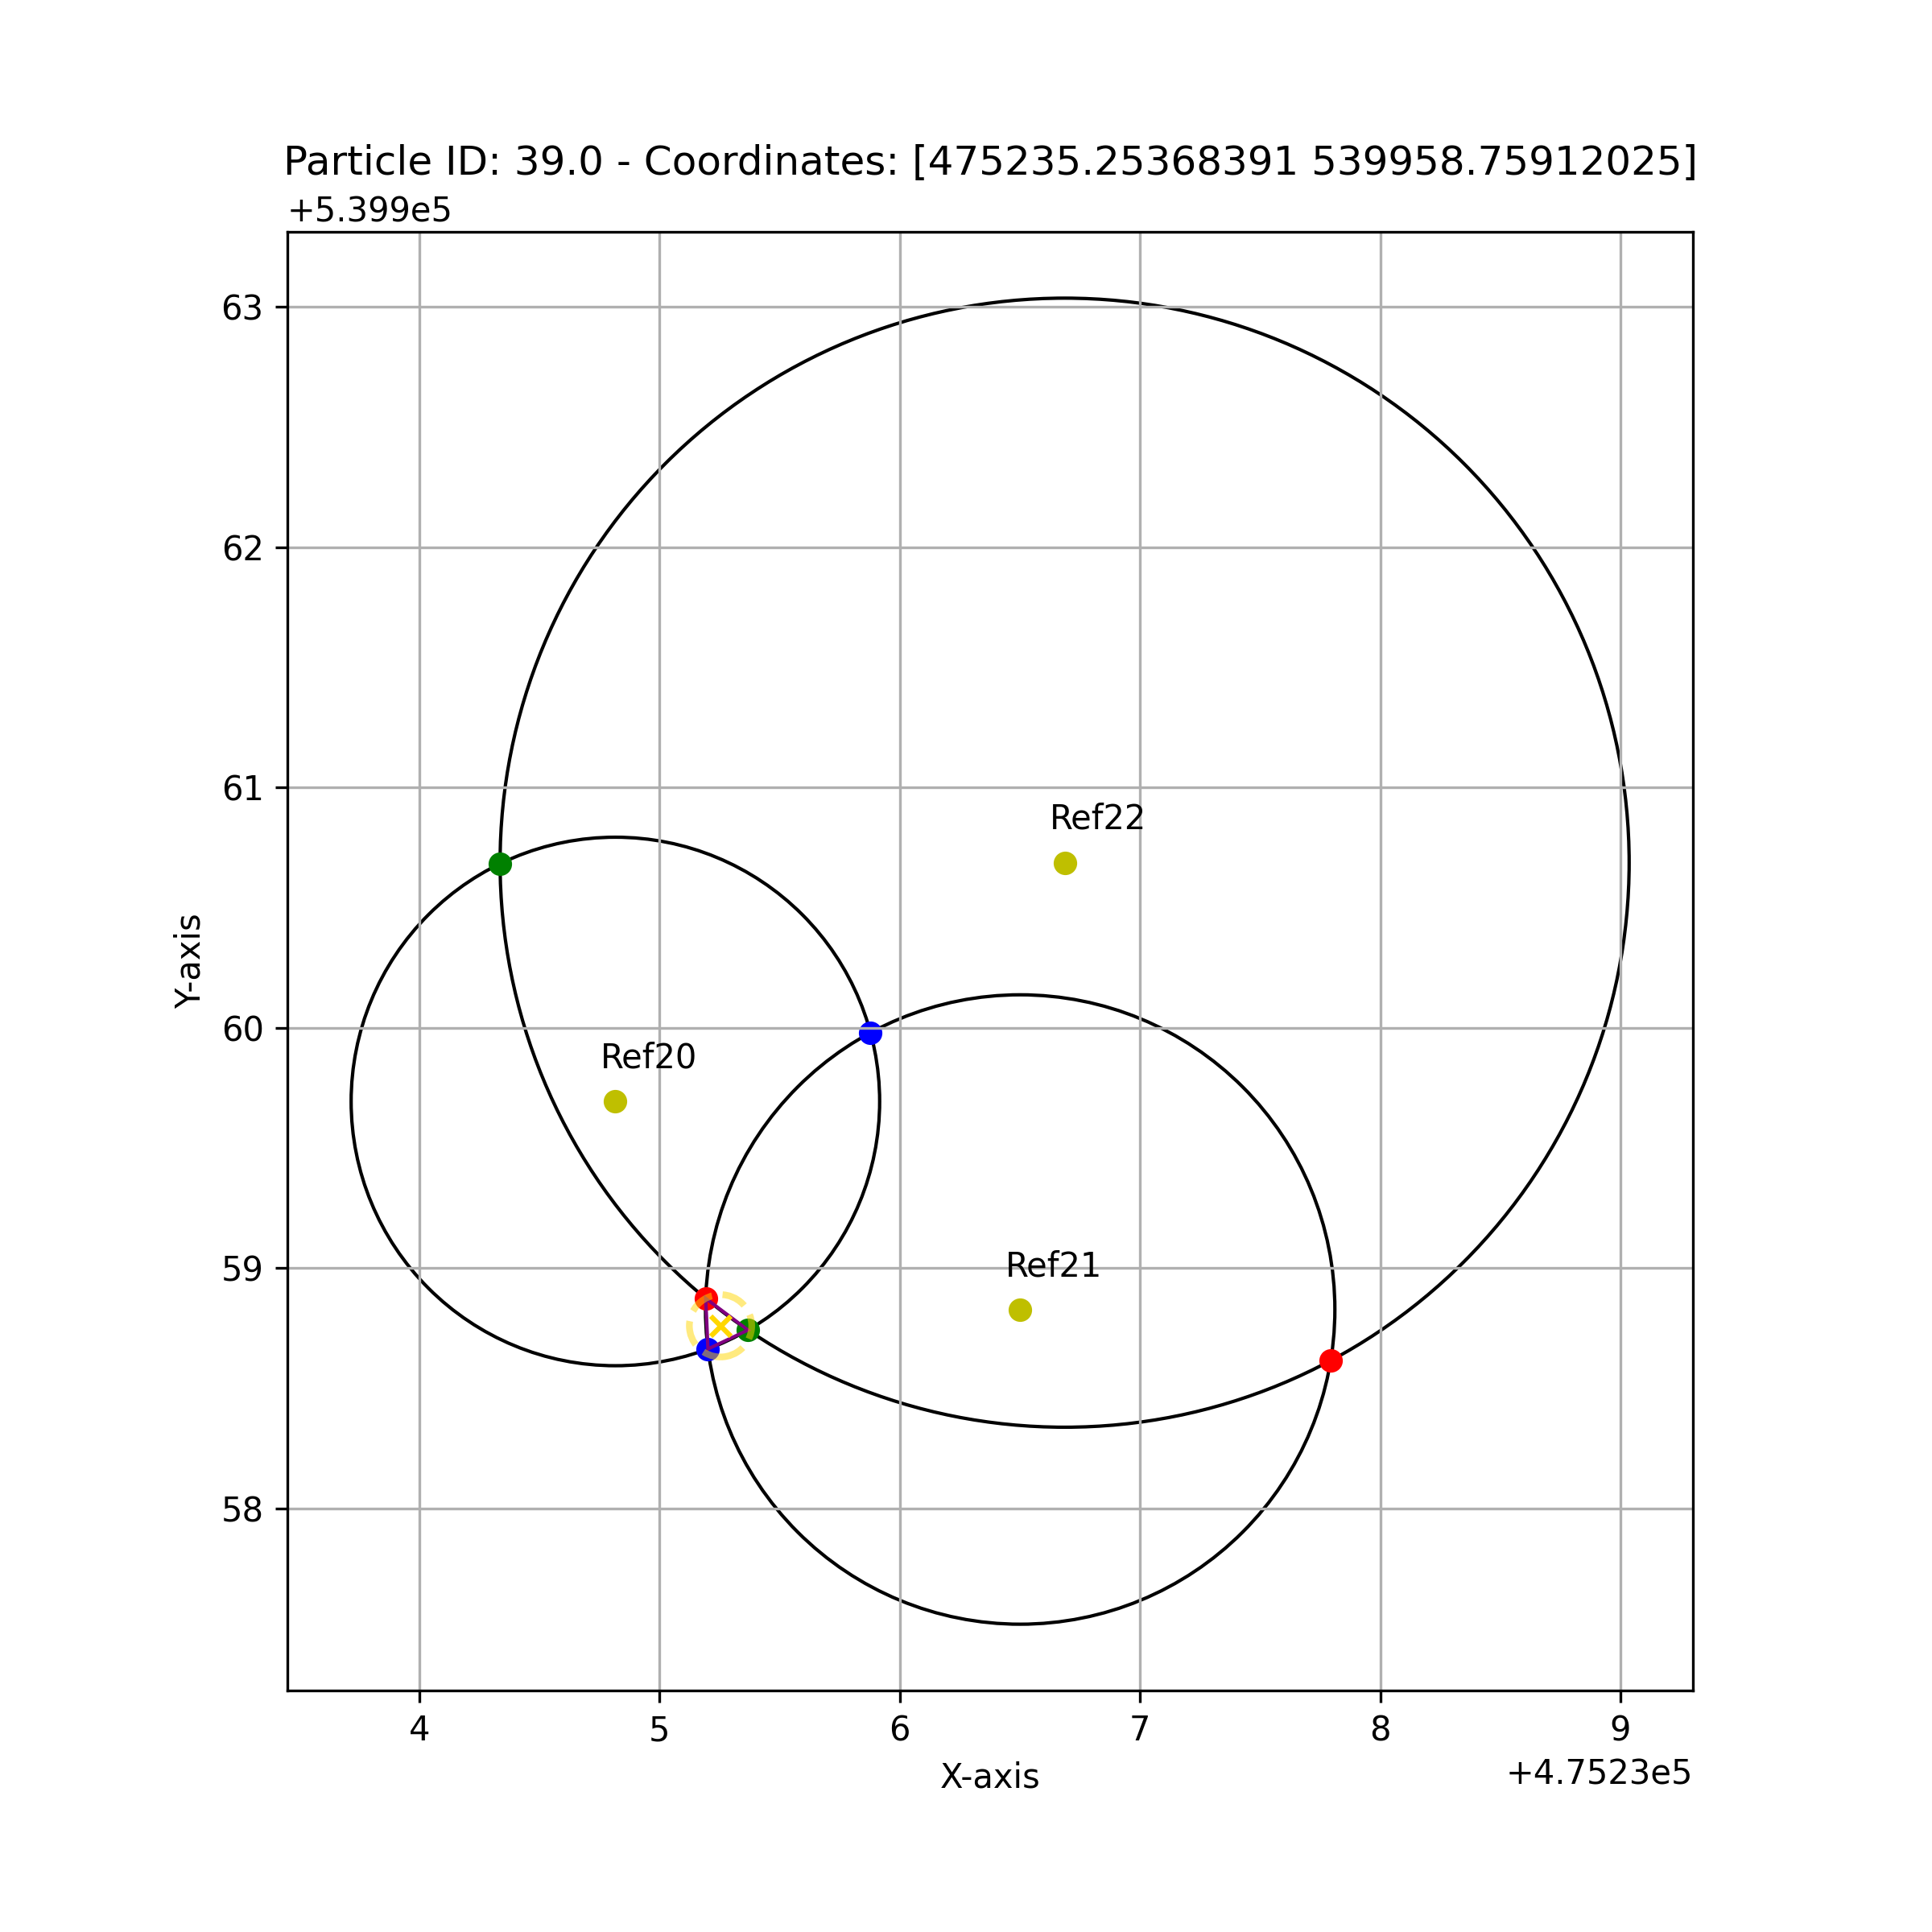 Particle ID: 39.0 - Coordinates: [475235.25368391 539958.75912025]
+5.399e5
63
62
61
60
59
58
Y-axis
Ref22
Ref20
Ref21
4 5 6 7 8 9
X-axis
+4.7523e5